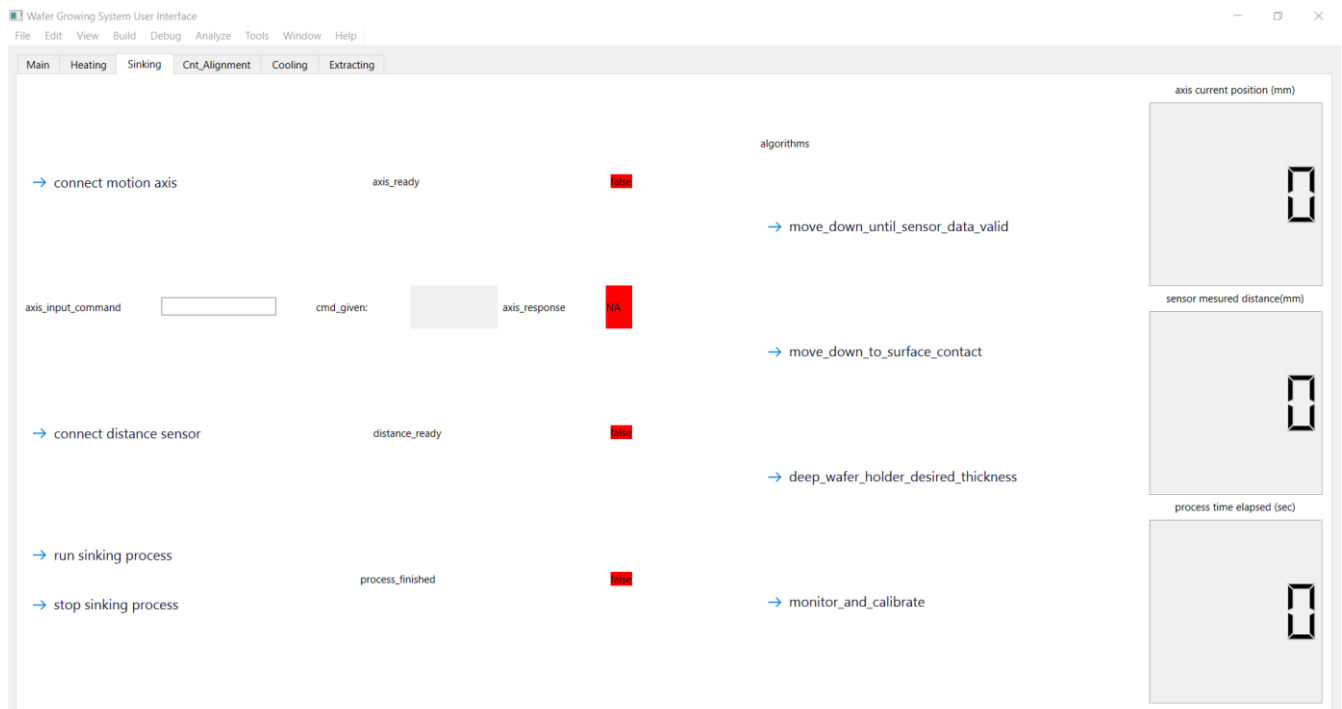 Wafer Growing System User Interface
File Edit View Build Debug Analyze Tools Window Help
Main Heating Sinking Cnt_Alignment Cooling Extracting
axis current position (mm)
0
algorithms
connect motion axis axis_ready false
move_down_until_sensor_data_valid
sensor mesured distance(mm)
0
axis_input_command cmd_given: axis_response NA
move_down_to_surface_contact
connect distance sensor distance_ready false
deep_wafer_holder_desired_thickness
process time elapsed (sec)
0
run sinking process
process_finished false
stop sinking process
monitor_and_calibrate